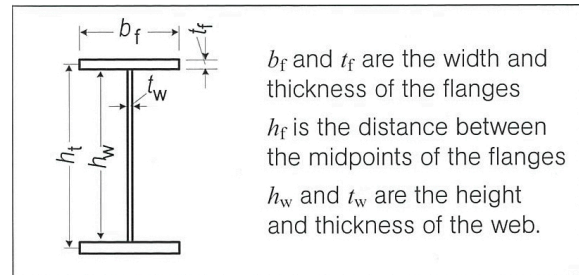 b_f
t_f
t_w
h_t
h_w
b_f and t_f are the width and
thickness of the flanges
h_f is the distance between
the midpoints of the flanges
h_w and t_w are the height
and thickness of the web.